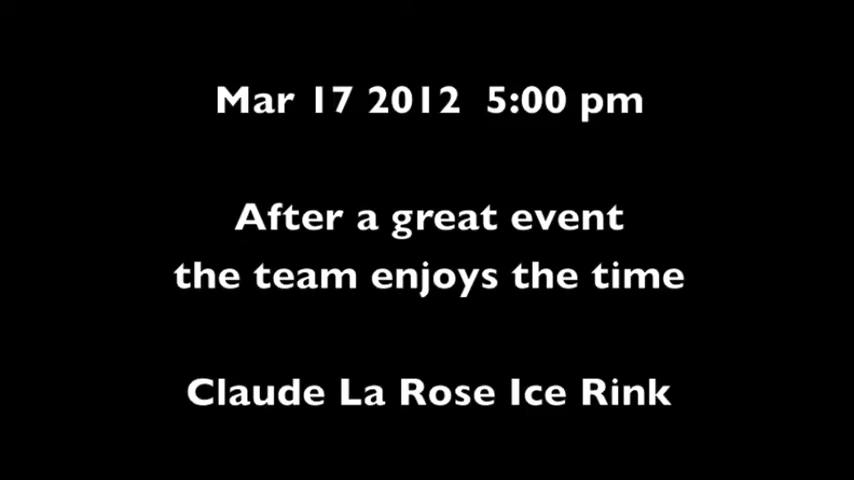 Mar 17 2012  5:00 pm
After a great event
the team enjoys the time
Claude La Rose Ice Rink